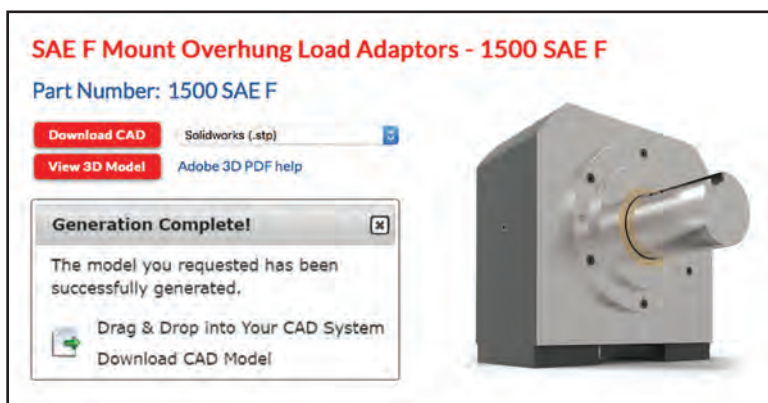 SAE F Mount Overhung Load Adaptors - 1500 SAE F
Part Number: 1500 SAE F
Download CAD Solidworks (.stp)
View 3D Model Adobe 3D PDF help
Generation Complete!
The model you requested has been
successfully generated.
Drag & Drop into Your CAD System
Download CAD Model